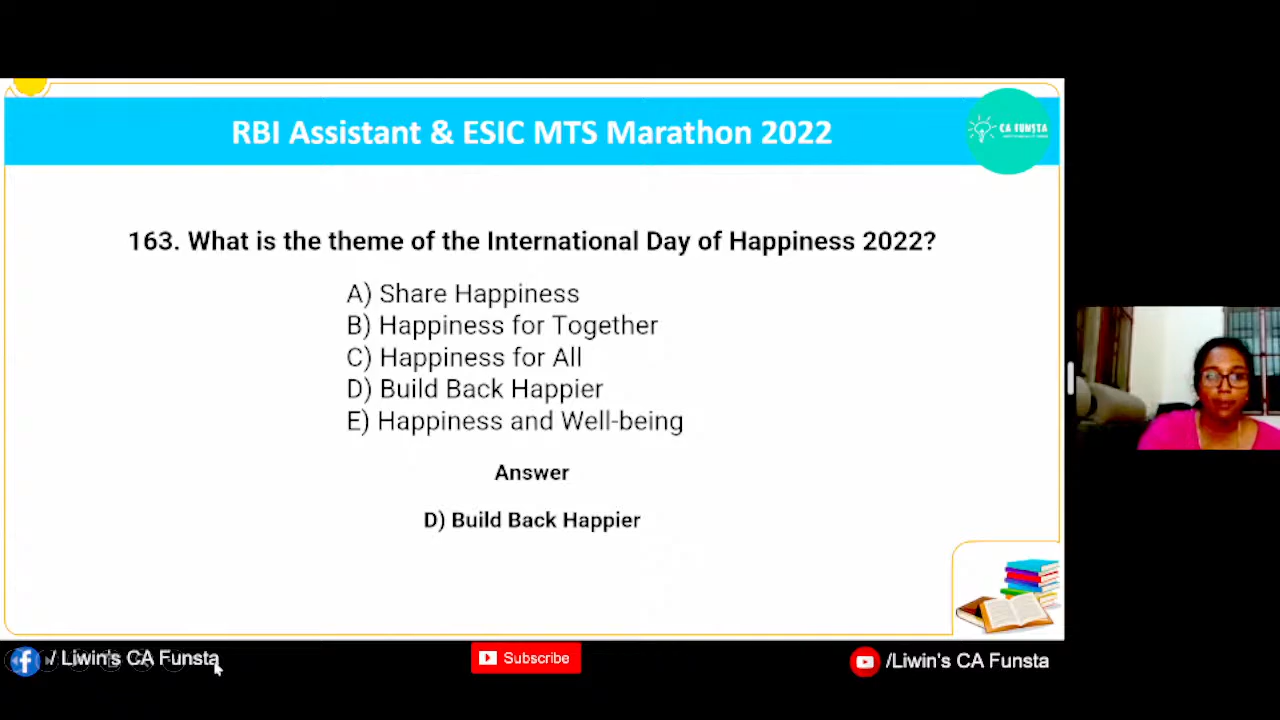 RBI Assistant & ESIC MTS Marathon 2022
CA FUNSTA
163. What is the theme of the International Day of Happiness 2022?
A) Share Happiness
B) Happiness for Together
C) Happiness for All
D) Build Back Happier
E) Happiness and Well-being
Answer
D) Build Back Happier
/ Liwin's CA Funsta
Subscribe
/Liwin's CA Funsta